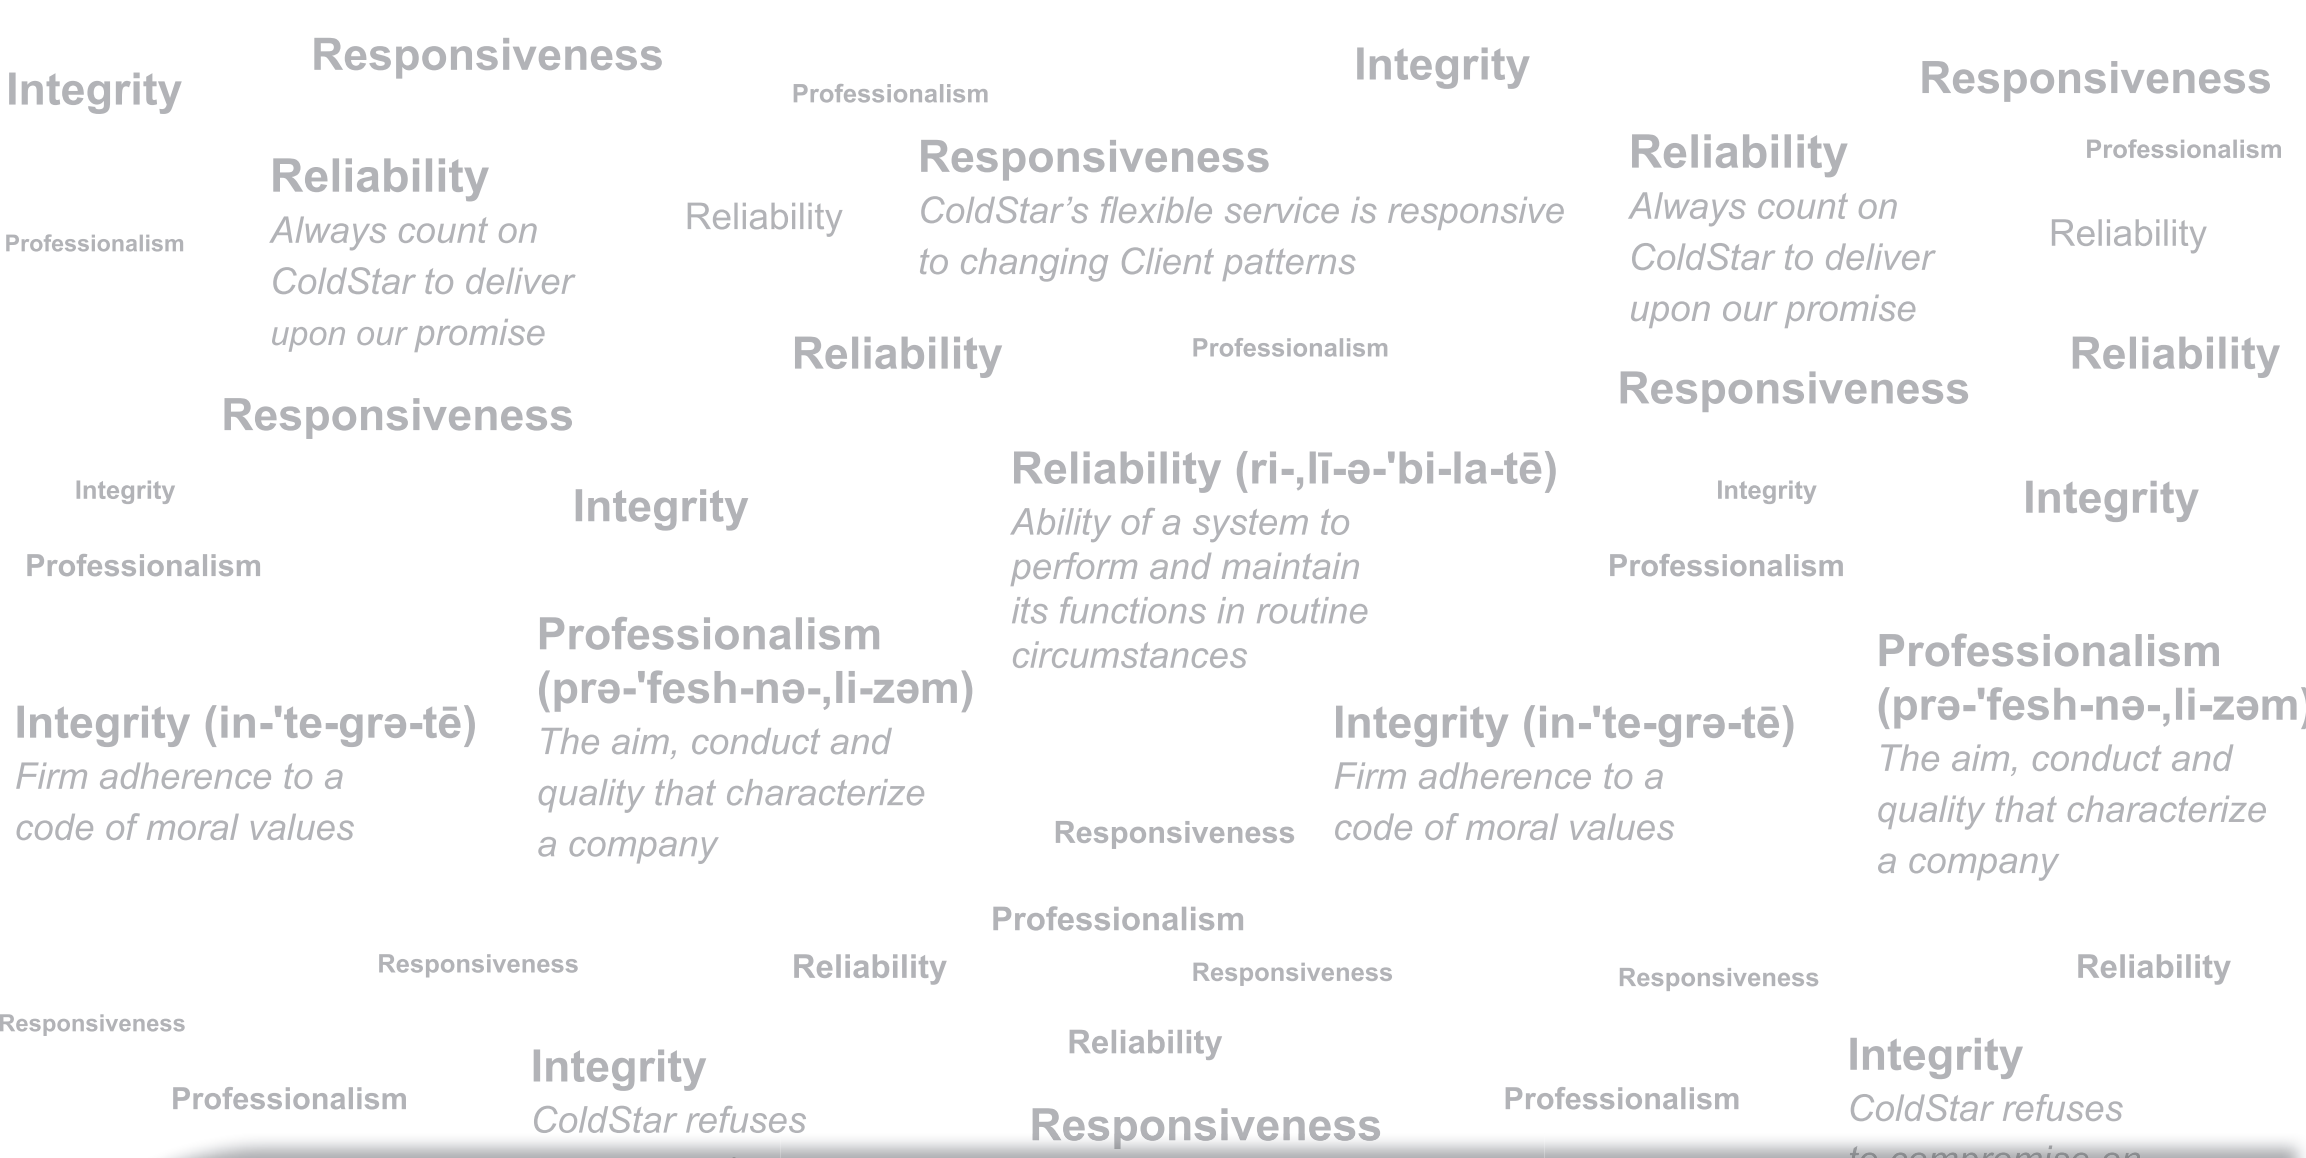 Responsiveness
Integrity
Integrity
Responsiveness
Professionalism
Responsiveness
ColdStar’s flexible service is responsive
to changing Client patterns
Reliability
Always count on
ColdStar to deliver
upon our promise
Professionalism
Reliability
Always count on
ColdStar to deliver
upon our promise
Reliability
Reliability
Professionalism
Reliability
Professionalism
Reliability
Responsiveness
Responsiveness
Reliability (ri-,lī-ə-'bi-la-tē)
Ability of a system to
perform and maintain
its functions in routine
circumstances
Integrity
Integrity
Integrity
Integrity
Professionalism
Professionalism
Professionalism
(prə-'fesh-nə-,li-zəm)
The aim, conduct and
quality that characterize
a company
Professionalism
(prə-'fesh-nə-,li-zəm)
The aim, conduct and
quality that characterize
a company
Integrity (in-'te-grə-tē)
Firm adherence to a
code of moral values
Integrity (in-'te-grə-tē)
Firm adherence to a
code of moral values
Responsiveness
Professionalism
Responsiveness
Reliability
Responsiveness
Responsiveness
Reliability
Responsiveness
Reliability
Integrity
ColdStar refuses
Integrity
ColdStar refuses
Professionalism
Responsiveness
Professionalism